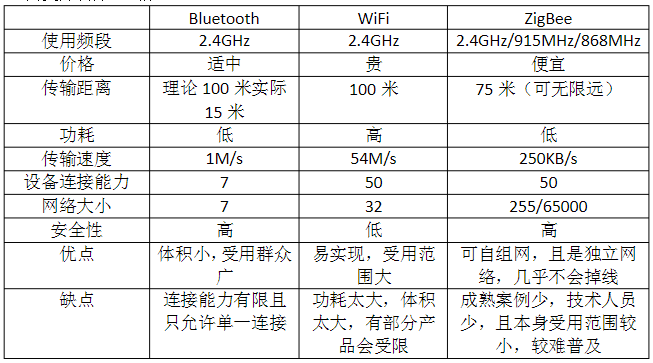 Bluetooth WiFi ZigBee
使用频段 2.4GHz 2.4GHz 2.4GHz/915MHz/868MHz
价格 适中 贵 便宜
传输距离 理论 100 米实际 100 米 75 米（可无限远）
15 米
功耗 低 高 低
传输速度 1M/s 54M/s 250KB/s
设备连接能力 7 50 50
网络大小 7 32 255/65000
安全性 高 低 高
优点 体积小，受用群众 易实现，受用范 可自组网，且是独立网
广 围大 络，几乎不会掉线
缺点 连接能力有限且 功耗太大，体积 成熟案例少，技术人员
只允许单一连接 太大，有部分产 少，且本身受用范围较
品会受限 小，较难普及